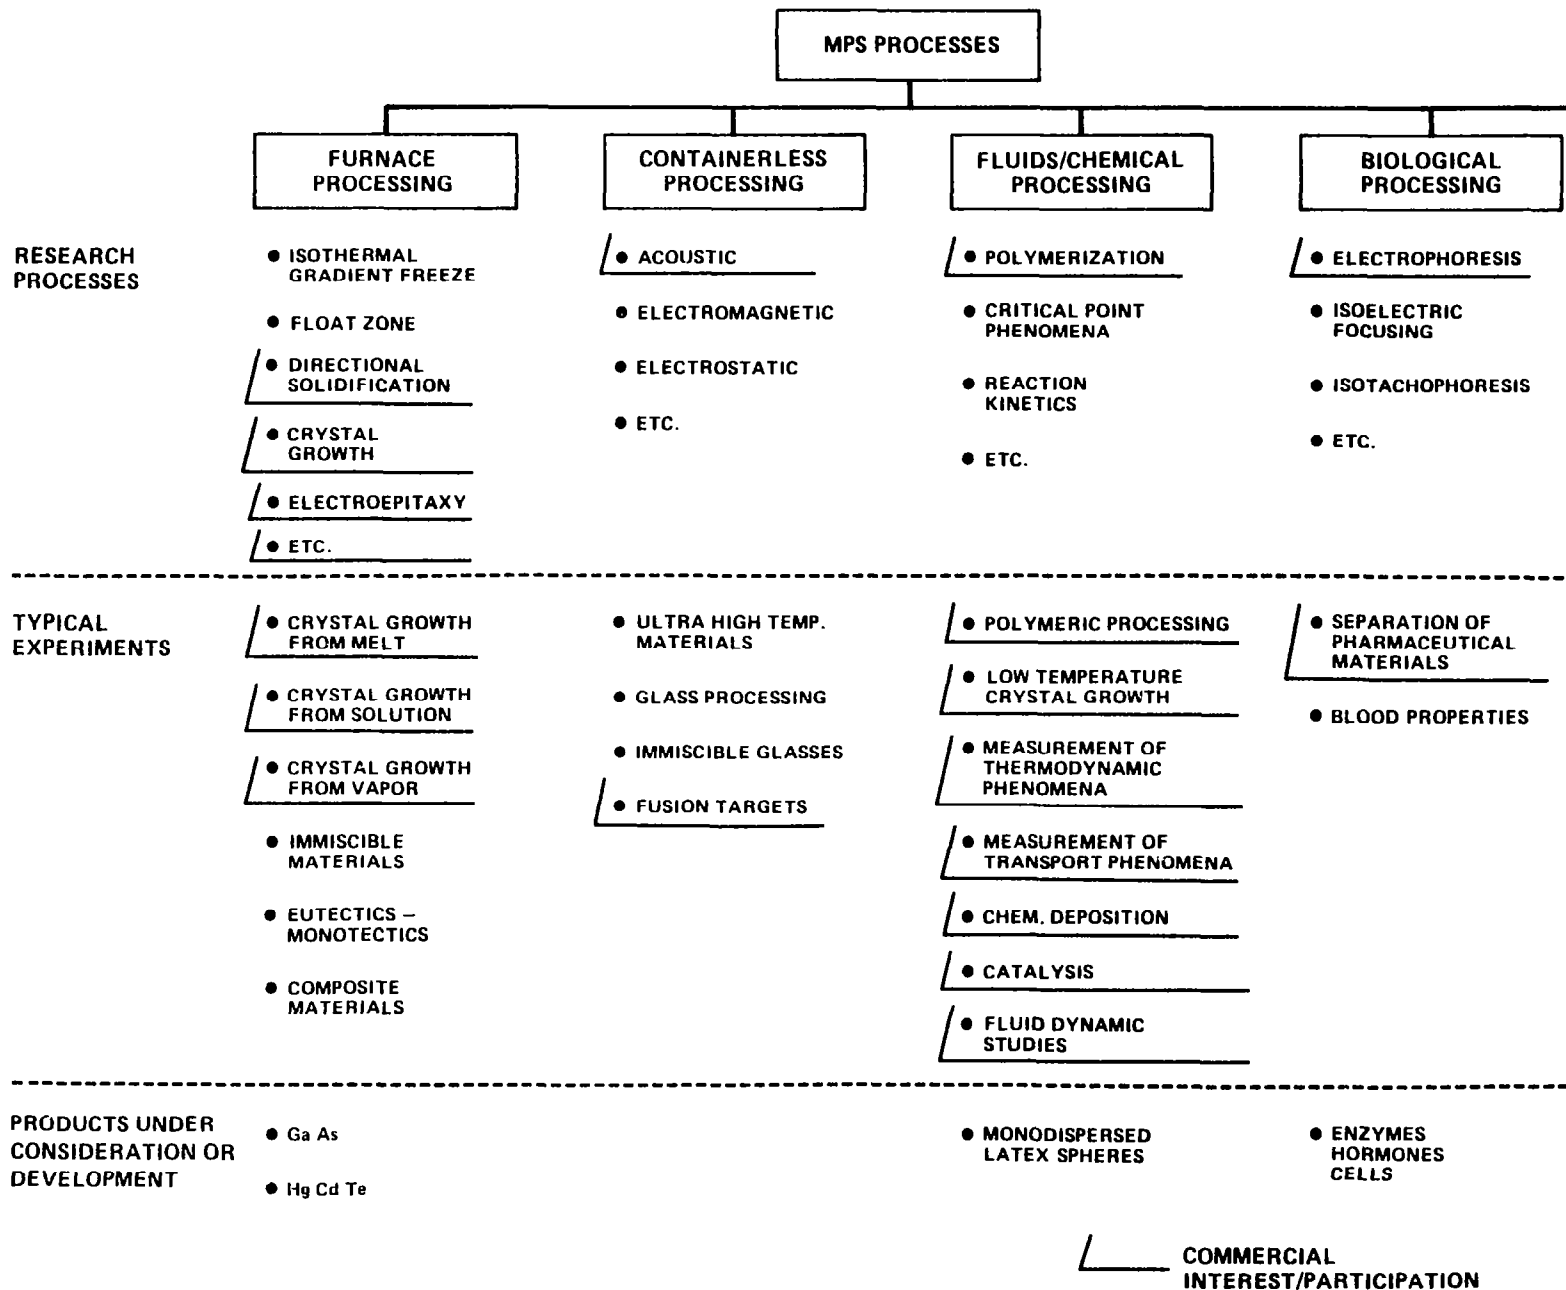 MPS PROCESSES
FURNACE
PROCESSING
CONTAINERLESS
PROCESSING
FLUIDS/CHEMICAL
PROCESSING
BIOLOGICAL
PROCESSING
RESEARCH
PROCESSES
● ISOTHERMAL
GRADIENT FREEZE
● FLOAT ZONE
● DIRECTIONAL
SOLIDIFICATION
● CRYSTAL
GROWTH
● ELECTROEPITAXY
● ETC.
● ACOUSTIC
● ELECTROMAGNETIC
● ELECTROSTATIC
● ETC.
● POLYMERIZATION
● CRITICAL POINT
PHENOMENA
● REACTION
KINETICS
● ETC.
● ELECTROPHORESIS
● ISOELECTRIC
FOCUSING
● ISOTACHOPHORESIS
● ETC.
TYPICAL
EXPERIMENTS
● CRYSTAL GROWTH
FROM MELT
● CRYSTAL GROWTH
FROM SOLUTION
● CRYSTAL GROWTH
FROM VAPOR
● IMMISCIBLE
MATERIALS
● EUTECTICS –
MONOTECTICS
● COMPOSITE
MATERIALS
● ULTRA HIGH TEMP.
MATERIALS
● GLASS PROCESSING
● IMMISCIBLE GLASSES
● FUSION TARGETS
● POLYMERIC PROCESSING
● LOW TEMPERATURE
CRYSTAL GROWTH
● MEASUREMENT OF
THERMODYNAMIC
PHENOMENA
● MEASUREMENT OF
TRANSPORT PHENOMENA
● CHEM. DEPOSITION
● CATALYSIS
● FLUID DYNAMIC
STUDIES
● SEPARATION OF
PHARMACEUTICAL
MATERIALS
● BLOOD PROPERTIES
PRODUCTS UNDER
CONSIDERATION OR
DEVELOPMENT
● Ga As
● Hg Cd Te
● MONODISPERSED
LATEX SPHERES
● ENZYMES
HORMONES
CELLS
COMMERCIAL
INTEREST/PARTICIPATION